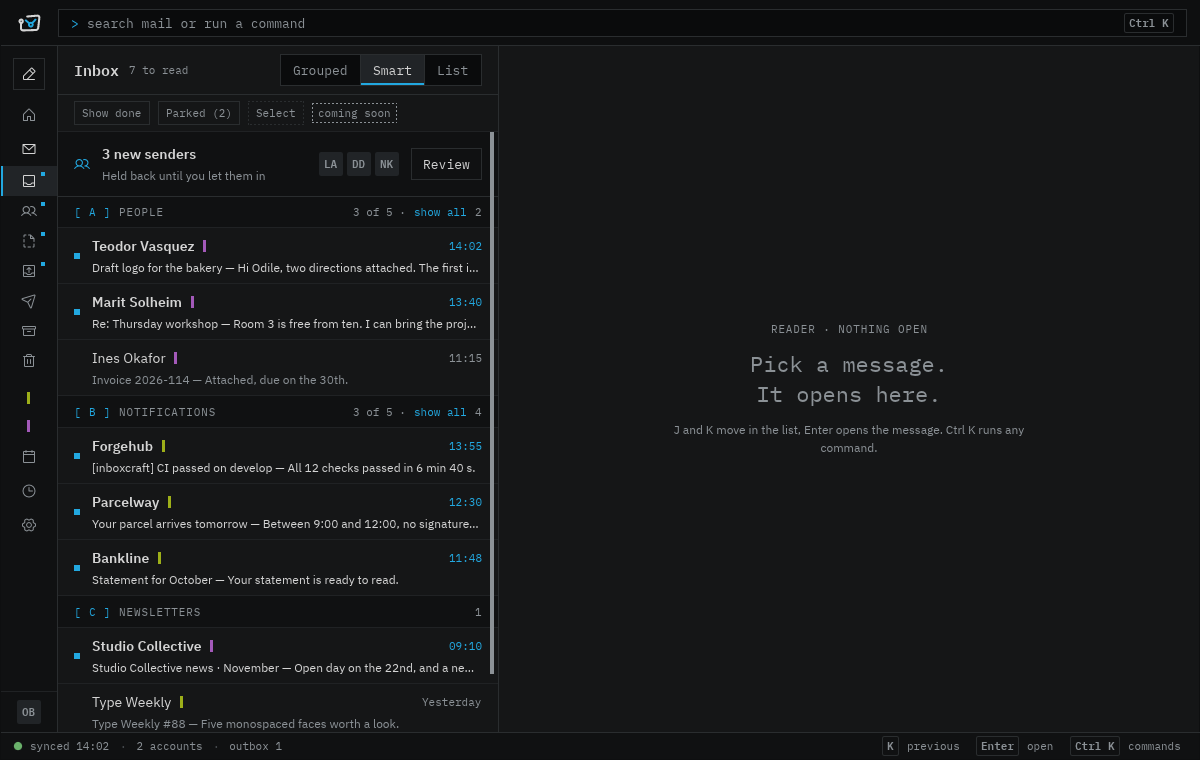 > search mail or run a command
Ctrl K
Inbox 7 to read
Grouped Smart List
Show done Parked (2) Select coming soon
3 new senders
Held back until you let them in
LA DD NK Review
[ A ] PEOPLE 3 of 5 · show all 2
Teodor Vasquez 14:02
Draft logo for the bakery — Hi Odile, two directions attached. The first i…
Marit Solheim 13:40
Re: Thursday workshop — Room 3 is free from ten. I can bring the proj…
Ines Okafor 11:15
Invoice 2026-114 — Attached, due on the 30th.
[ B ] NOTIFICATIONS 3 of 5 · show all 4
Forgehub 13:55
[inboxcraft] CI passed on develop — All 12 checks passed in 6 min 40 s.
Parcelway 12:30
Your parcel arrives tomorrow — Between 9:00 and 12:00, no signature…
Bankline 11:48
Statement for October — Your statement is ready to read.
[ C ] NEWSLETTERS 1
Studio Collective 09:10
Studio Collective news · November — Open day on the 22nd, and a ne…
Type Weekly Yesterday
Type Weekly #88 — Five monospaced faces worth a look.
READER · NOTHING OPEN
Pick a message.
It opens here.
J and K move in the list, Enter opens the message. Ctrl K runs any
command.
OB
synced 14:02 · 2 accounts · outbox 1
K previous Enter open Ctrl K commands